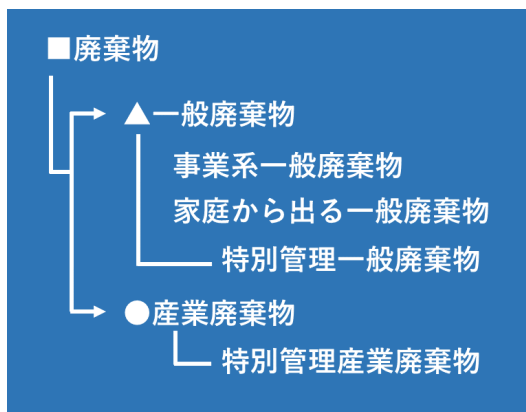 ■廃棄物
▲一般廃棄物
事業系一般廃棄物
家庭から出る一般廃棄物
特別管理一般廃棄物
●産業廃棄物
特別管理産業廃棄物